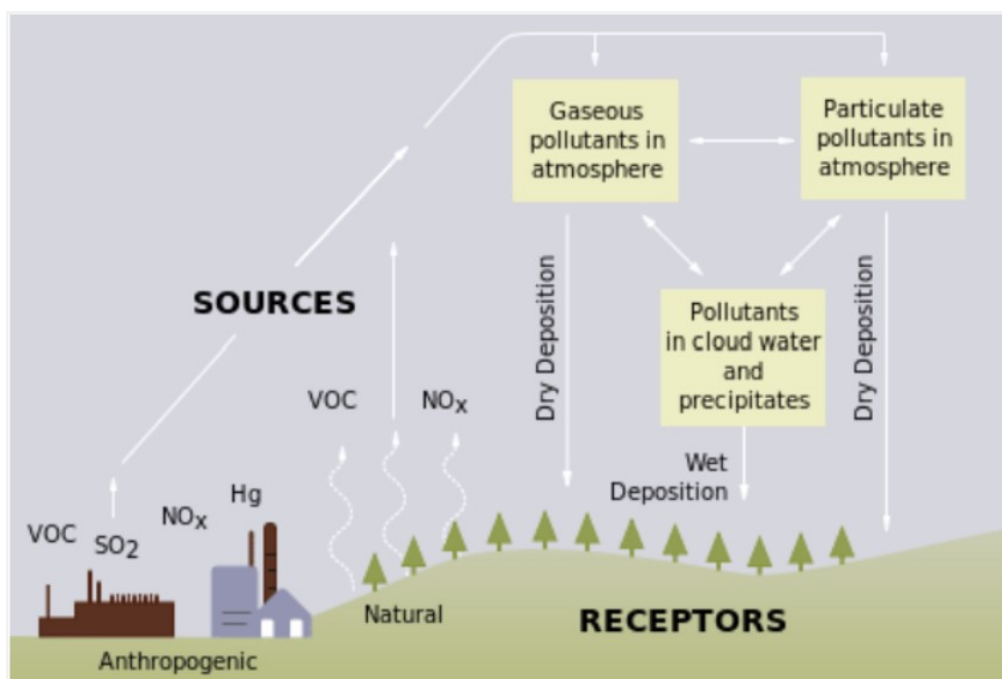 Gaseous
pollutants in
atmosphere
Particulate
pollutants in
atmosphere
SOURCES
Dry Deposition
Pollutants
in cloud water
and
precipitates
Dry Deposition
VOC
NOx
Wet
Deposition
Hg
NOx
VOC
SO2
Natural
RECEPTORS
Anthropogenic